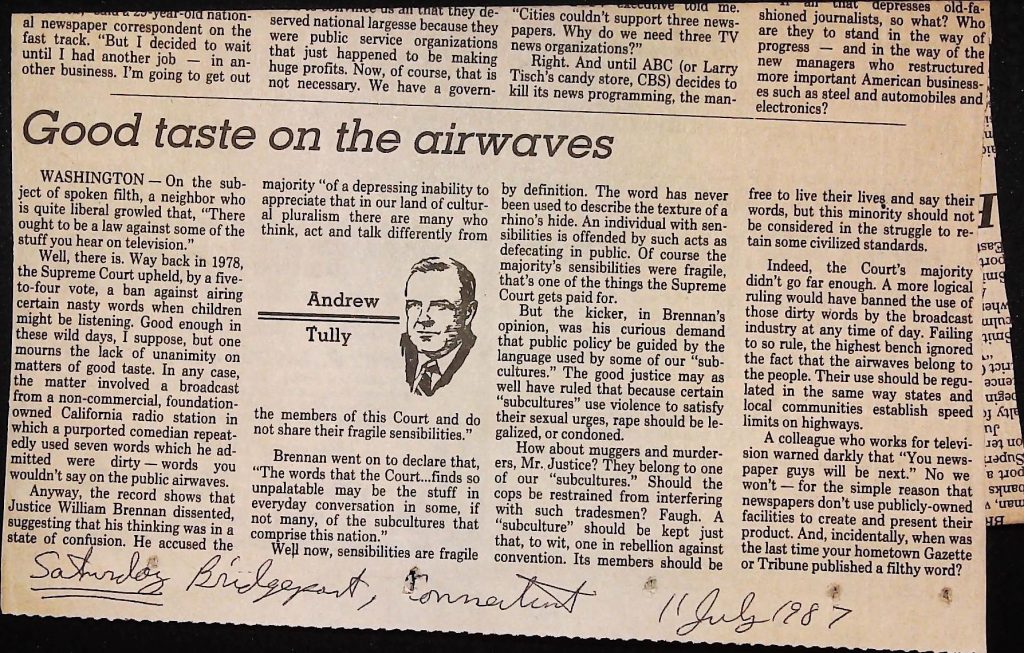 25-year-old nation-
al newspaper correspondent on the
fast track. "But I decided to wait
until I had another job — in an-
other business. I'm going to get out
us all that they de-
served national largesse because they
were public service organizations
that just happened to be making
huge profits. Now, of course, that is
not necessary. We have a govern-
executive told me.
"Cities couldn't support three news-
papers. Why do we need three TV
news organizations?"
Right. And until ABC (or Larry
Tisch's candy store, CBS) decides to
kill its news programming, the man-
If all that depresses old-fa-
shioned journalists, so what? Who
are they to stand in the way of
progress — and in the way of the
new managers who restructured
more important American business-
es such as steel and automobiles and
electronics?
Good taste on the airwaves
WASHINGTON — On the sub-
ject of spoken filth, a neighbor who
is quite liberal growled that, "There
ought to be a law against some of the
stuff you hear on television."
Well, there is. Way back in 1978,
the Supreme Court upheld, by a five-
to-four vote, a ban against airing
certain nasty words when children
might be listening. Good enough in
these wild days, I suppose, but one
mourns the lack of unanimity on
matters of good taste. In any case,
the matter involved a broadcast
from a non-commercial, foundation-
owned California radio station in
which a purported comedian repeat-
edly used seven words which he ad-
mitted were dirty — words you
wouldn't say on the public airwaves.
Anyway, the record shows that
Justice William Brennan dissented,
suggesting that his thinking was in a
state of confusion. He accused the
majority "of a depressing inability to
appreciate that in our land of cultur-
al pluralism there are many who
think, act and talk differently from
Andrew
Tully
the members of this Court and do
not share their fragile sensibilities."
Brennan went on to declare that,
"The words that the Court...finds so
unpalatable may be the stuff in
everyday conversation in some, if
not many, of the subcultures that
comprise this nation."
Well now, sensibilities are fragile
by definition. The word has never
been used to describe the texture of a
rhino's hide. An individual with sen-
sibilities is offended by such acts as
defecating in public. Of course the
majority's sensibilities were fragile,
that's one of the things the Supreme
Court gets paid for.
But the kicker, in Brennan's
opinion, was his curious demand
that public policy be guided by the
language used by some of our "sub-
cultures." The good justice may as
well have ruled that because certain
"subcultures" use violence to satisfy
their sexual urges, rape should be le-
galized, or condoned.
How about muggers and murder-
ers, Mr. Justice? They belong to one
of our "subcultures." Should the
cops be restrained from interfering
with such tradesmen? Faugh. A
"subculture" should be kept just
that, to wit, one in rebellion against
convention. Its members should be
free to live their lives and say their
words, but this minority should not
be considered in the struggle to re-
tain some civilized standards.
Indeed, the Court's majority
didn't go far enough. A more logical
ruling would have banned the use of
those dirty words by the broadcast
industry at any time of day. Failing
to so rule, the highest bench ignored
the fact that the airwaves belong to
the people. Their use should be regu-
lated in the same way states and
local communities establish speed
limits on highways.
A colleague who works for televi-
sion warned darkly that "You news-
paper guys will be next." No we
won't — for the simple reason that
newspapers don't use publicly-owned
facilities to create and present their
product. And, incidentally, when was
the last time your hometown Gazette
or Tribune published a filthy word?
Saturday Bridgeport, Connecticut 11 July 1987